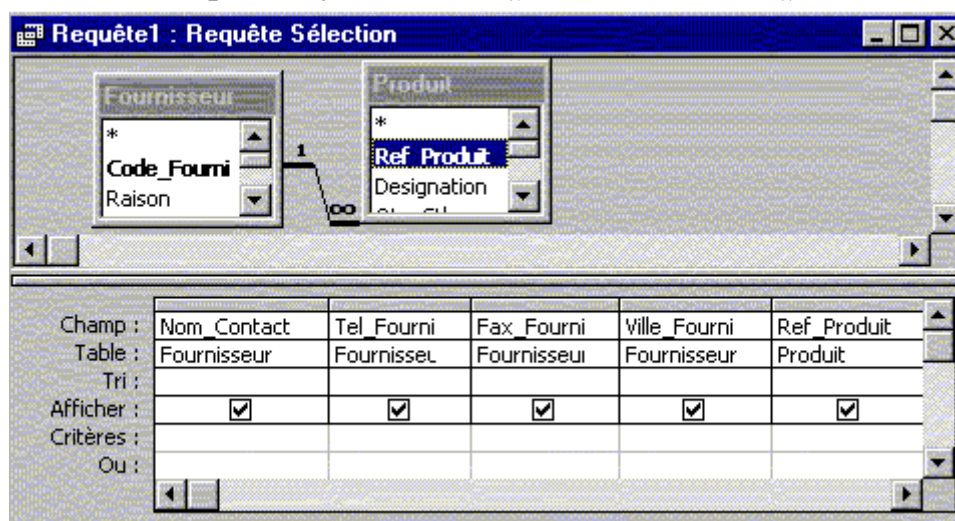 Requête1 : Requête Sélection
Fournisseur
*
Code_Fourni
Raison
1
∞
Produit
*
Ref_Produit
Designation
Champ : Nom_Contact Tel_Fourni Fax_Fourni Ville_Fourni Ref_Produit
Table : Fournisseur Fournisseu Fournisseur Fournisseur Produit
Tri :
Afficher :
Critères :
Ou :